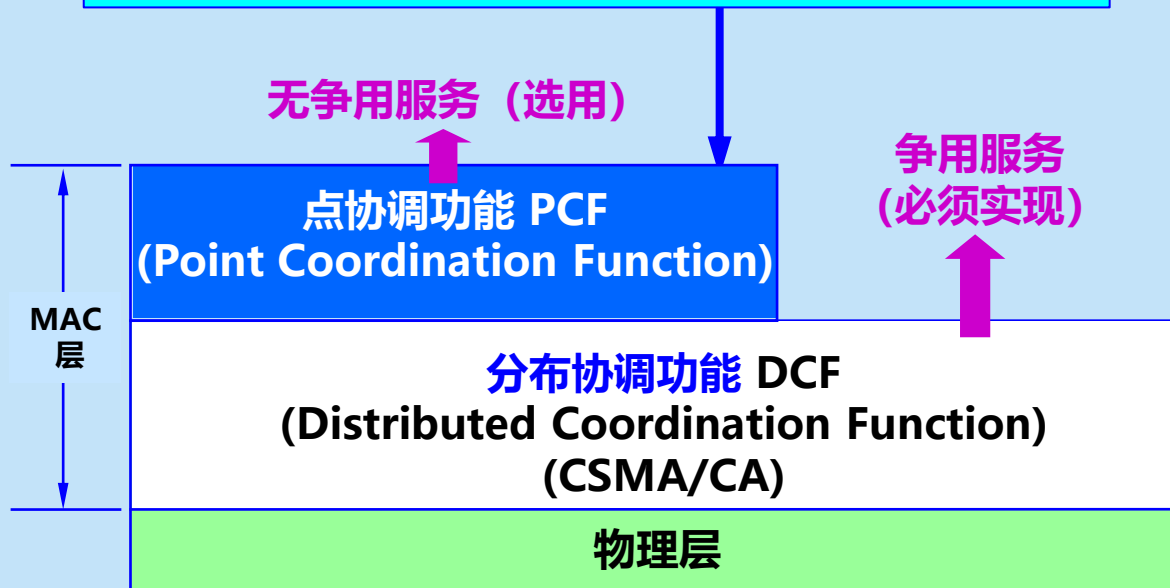 无争用服务（选用）
争用服务
（必须实现）
点协调功能 PCF
(Point Coordination Function)
MAC
层
分布协调功能 DCF
(Distributed Coordination Function)
(CSMA/CA)
物理层